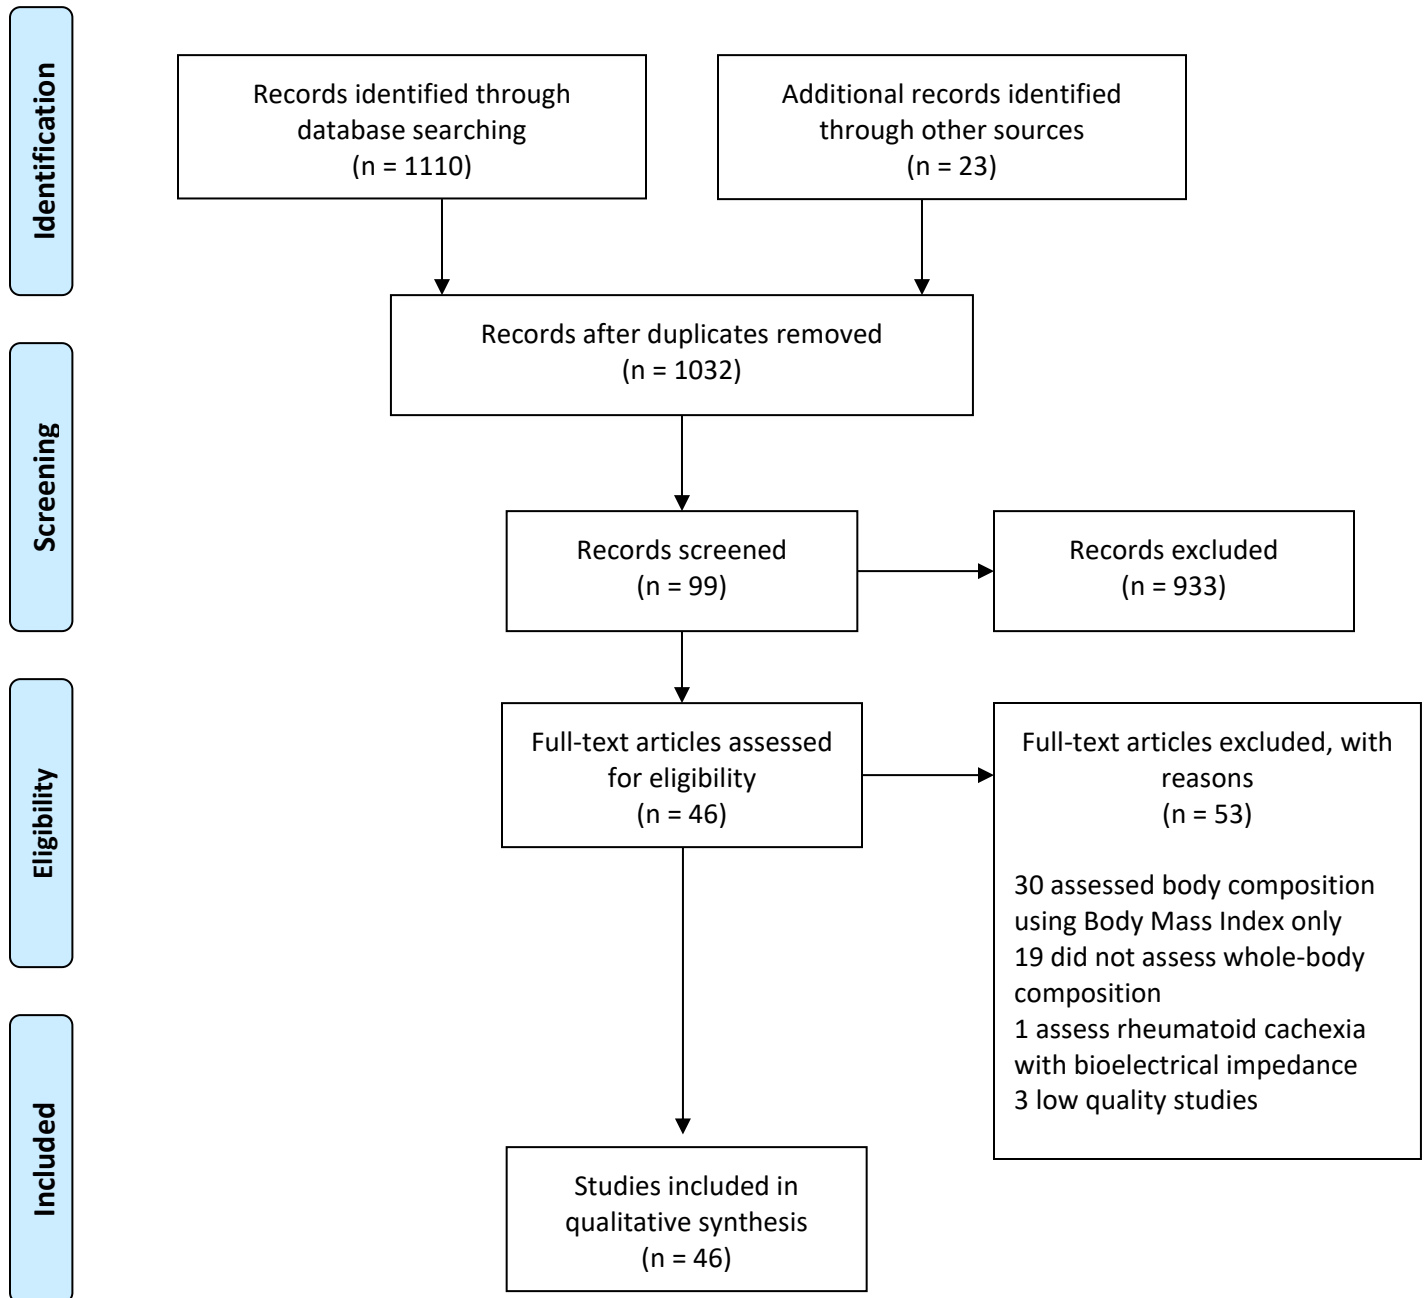 Identification
Records identified through
database searching
(n = 1110)
Additional records identified
through other sources
(n = 23)
Records after duplicates removed
(n = 1032)
Screening
Records screened
(n = 99)
Records excluded
(n = 933)
Eligibility
Full-text articles assessed
for eligibility
(n = 46)
Full-text articles excluded, with
reasons
(n = 53)
30 assessed body composition
using Body Mass Index only
19 did not assess whole-body
composition
1 assess rheumatoid cachexia
with bioelectrical impedance
3 low quality studies
Included
Studies included in
qualitative synthesis
(n = 46)